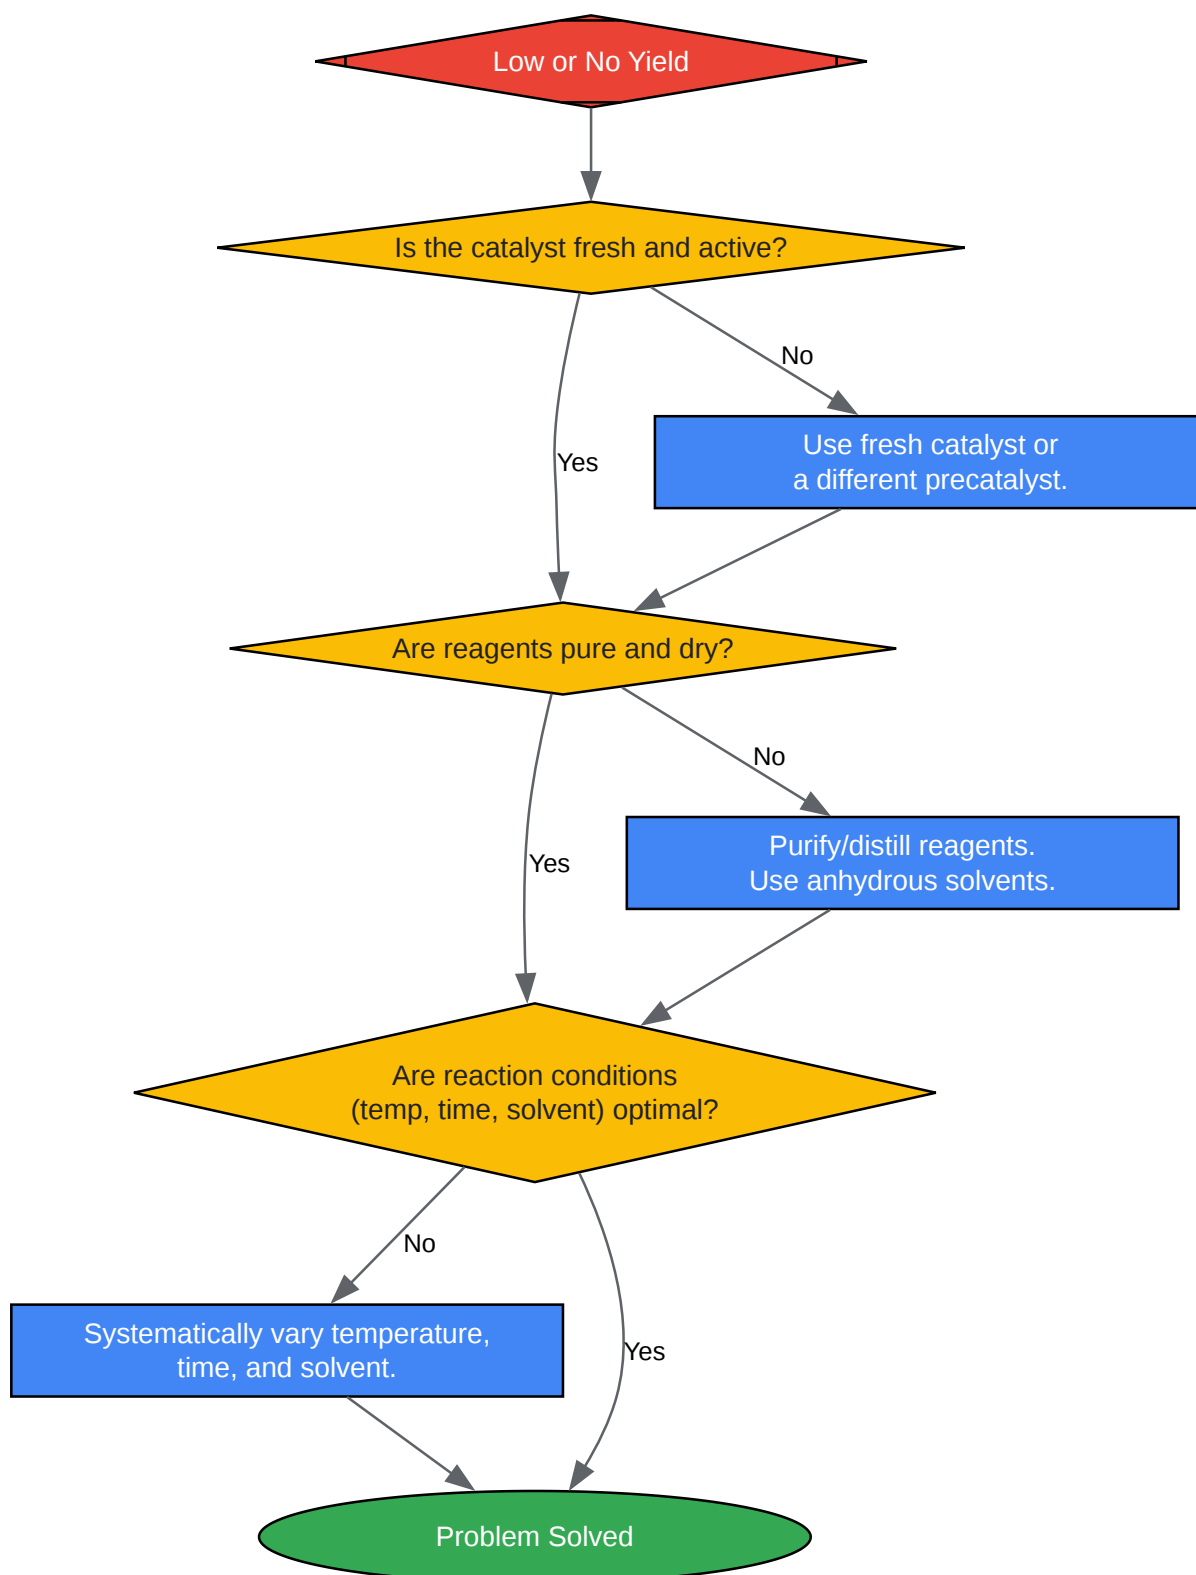 Low or No Yield
Is the catalyst fresh and active?
No
Use fresh catalyst or
a different precatalyst.
Yes
Are reagents pure and dry?
No
Purify/distill reagents.
Use anhydrous solvents.
Yes
Are reaction conditions
(temp, time, solvent) optimal?
No
Systematically vary temperature,
time, and solvent.
Yes
Problem Solved